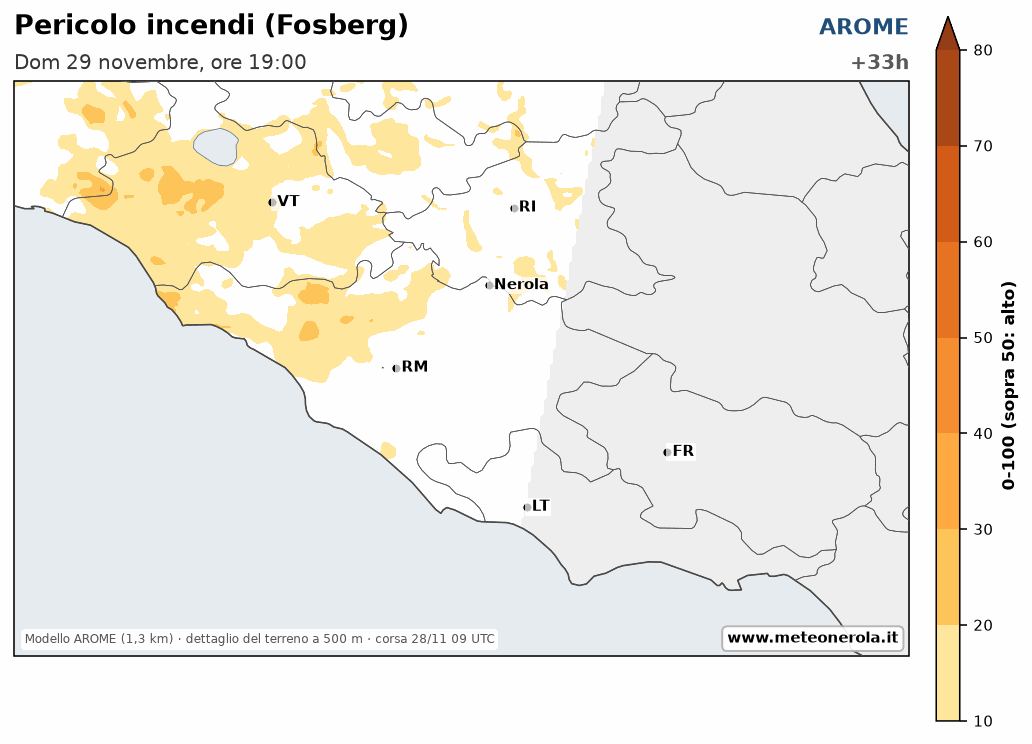 Pericolo incendi (Fosberg)
AROME
Dom 29 novembre, ore 19:00
+33h
80
70
60
50
40
30
20
10
0-100 (sopra 50: alto)
VT
RI
Nerola
RM
FR
LT
Modello AROME (1,3 km) · dettaglio del terreno a 500 m · corsa 28/11 09 UTC
www.meteonerola.it